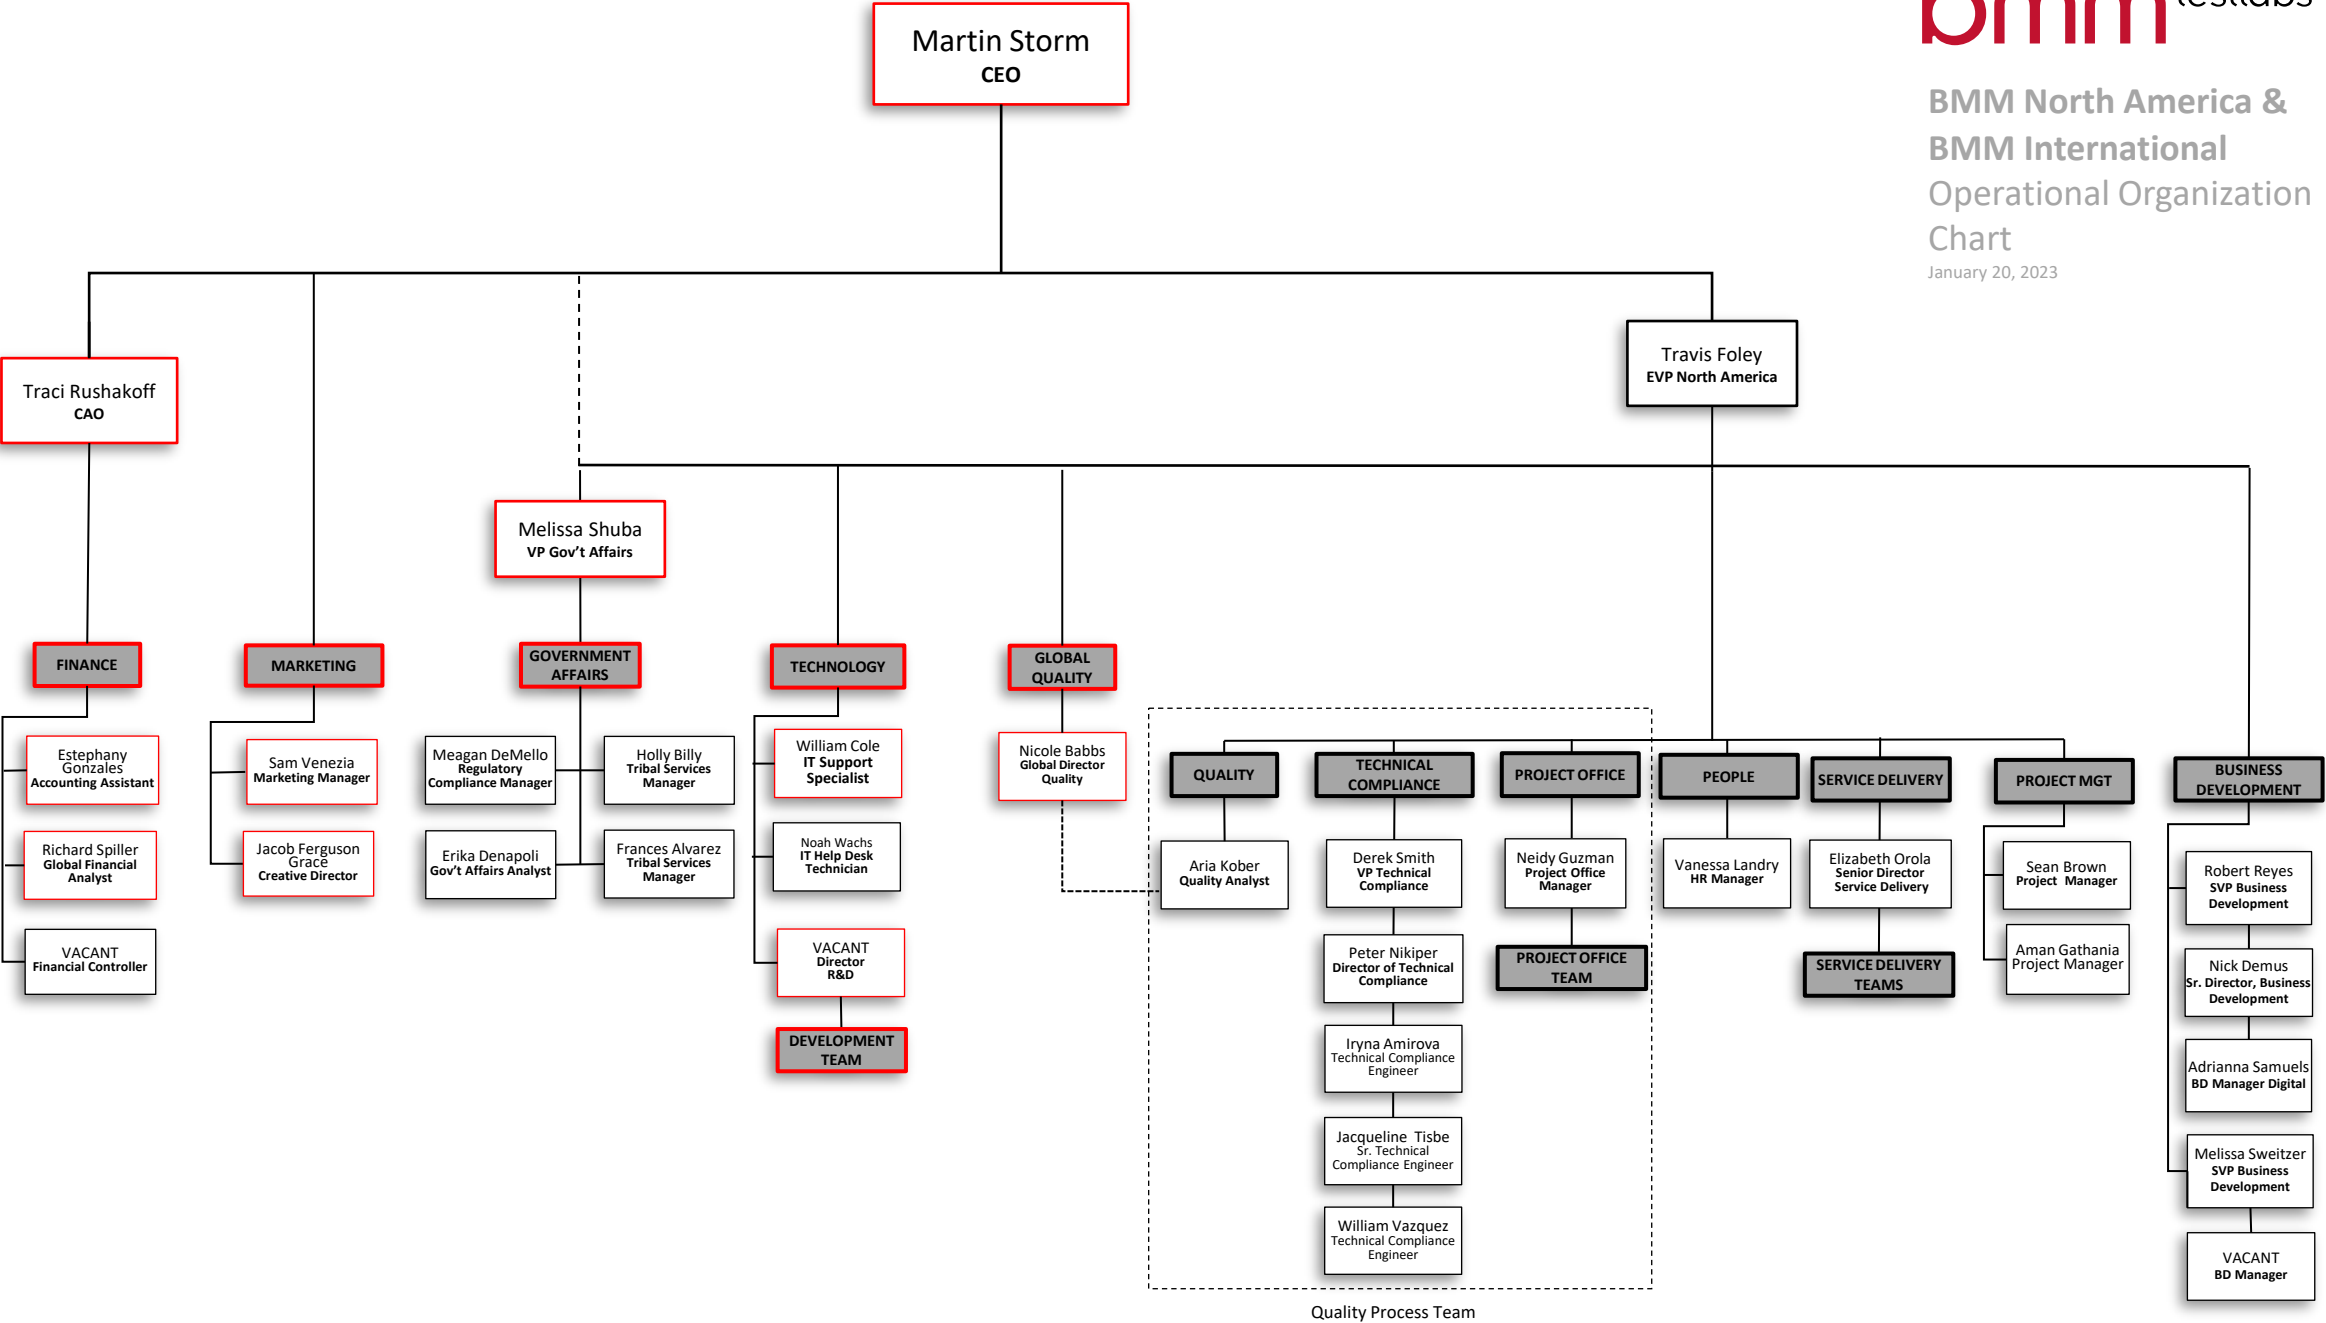 bmm testlabs
BMM North America &
BMM International
Operational Organization
Chart
January 20, 2023
Martin Storm
CEO
Traci Rushakoff
CAO
Travis Foley
EVP North America
Melissa Shuba
VP Gov’t Affairs
FINANCE
Estephany
Gonzales
Accounting Assistant
Richard Spiller
Global Financial
Analyst
VACANT
Financial Controller
MARKETING
Sam Venezia
Marketing Manager
Jacob Ferguson
Grace
Creative Director
GOVERNMENT
AFFAIRS
Meagan DeMello
Regulatory
Compliance Manager
Holly Billy
Tribal Services
Manager
Erika Denapoli
Gov’t Affairs Analyst
Frances Alvarez
Tribal Services
Manager
TECHNOLOGY
William Cole
IT Support
Specialist
Noah Wachs
IT Help Desk
Technician
VACANT
Director
R&D
DEVELOPMENT
TEAM
GLOBAL
QUALITY
Nicole Babbs
Global Director
Quality
QUALITY
Aria Kober
Quality Analyst
TECHNICAL
COMPLIANCE
Derek Smith
VP Technical
Compliance
Peter Nikiper
Director of Technical
Compliance
Iryna Amirova
Technical Compliance
Engineer
Jacqueline Tisbe
Sr. Technical
Compliance Engineer
William Vazquez
Technical Compliance
Engineer
PROJECT OFFICE
Neidy Guzman
Project Office
Manager
PROJECT OFFICE
TEAM
Quality Process Team
PEOPLE
Vanessa Landry
HR Manager
SERVICE DELIVERY
Elizabeth Orola
Senior Director
Service Delivery
SERVICE DELIVERY
TEAMS
PROJECT MGT
Sean Brown
Project Manager
Aman Gathania
Project Manager
BUSINESS
DEVELOPMENT
Robert Reyes
SVP Business
Development
Nick Demus
Sr. Director, Business
Development
Adrianna Samuels
BD Manager Digital
Melissa Sweitzer
SVP Business
Development
VACANT
BD Manager